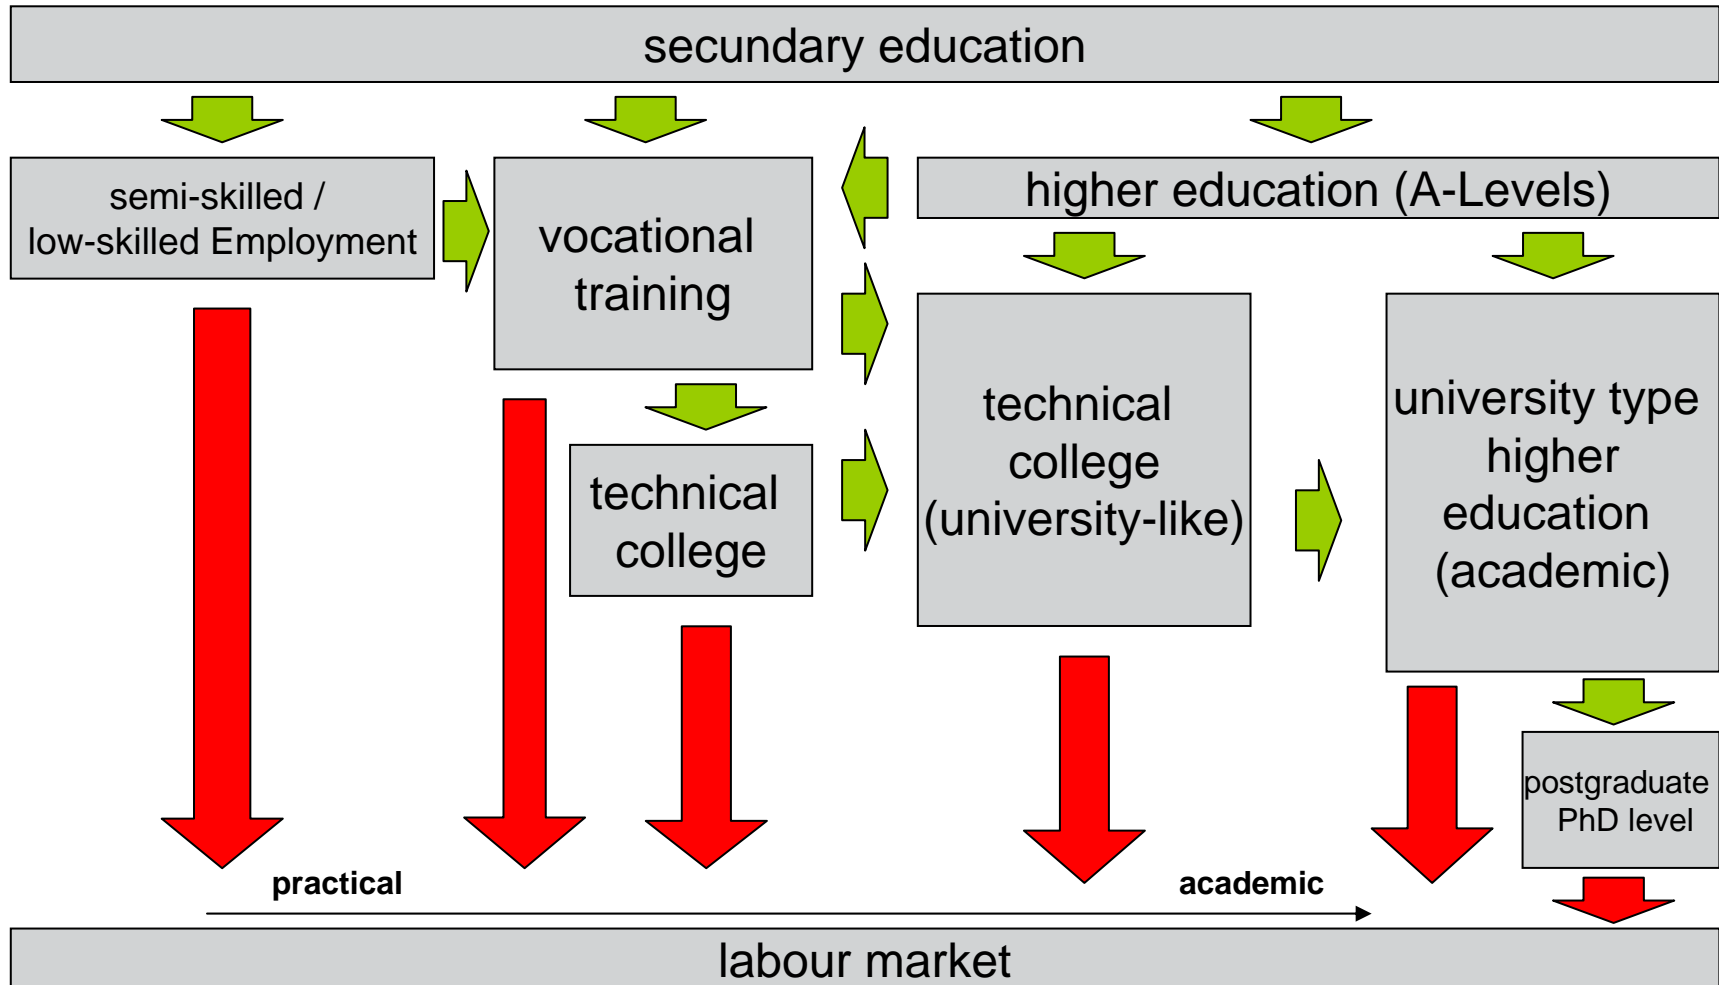 secundary education
semi-skilled /
low-skilled Employment
vocational
training
higher education (A-Levels)
technical
college
technical
college
(university-like)
university type
higher
education
(academic)
postgraduate
PhD level
practical
academic
labour market